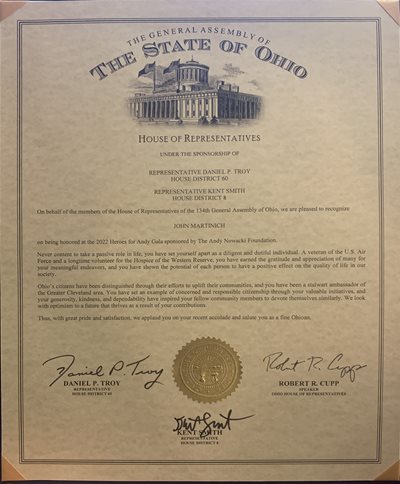 THE GENERAL ASSEMBLY OF
THE STATE OF OHIO
HOUSE OF REPRESENTATIVES
UNDER THE SPONSORSHIP OF
REPRESENTATIVE DANIEL P. TROY
HOUSE DISTRICT 60
REPRESENTATIVE KENT SMITH
HOUSE DISTRICT 8
On behalf of the members of the House of Representatives of the 134th General Assembly of Ohio, we are pleased to recognize
JOHN MARTINICH
on being honored at the 2022 Heroes for Andy Gala sponsored by The Andy Nowacki Foundation.
Never content to take a passive role in life, you have set yourself apart as a diligent and dutiful individual. A veteran of the U.S. Air
Force and a longtime volunteer for the Hospice of the Western Reserve, you have earned the gratitude and appreciation of many for
your meaningful endeavors, and you have shown the potential of each person to have a positive effect on the quality of life in our
society.
Ohio's citizens have been distinguished through their efforts to uplift their communities, and you have been a stalwart ambassador of
the Greater Cleveland area. You have set an example of concerned and responsible citizenship through your valuable initiatives, and
your generosity, kindness, and dependability have inspired your fellow community members to devote themselves similarly. We look
with optimism to a future that thrives as a result of your contributions.
Thus, with great pride and satisfaction, we applaud you on your recent accolade and salute you as a fine Ohioan.
Daniel P. Troy
DANIEL P. TROY
REPRESENTATIVE
HOUSE DISTRICT 60
Robert R. Cupp
ROBERT R. CUPP
SPEAKER
OHIO HOUSE OF REPRESENTATIVES
Kent Smith
KENT SMITH
REPRESENTATIVE
HOUSE DISTRICT 8